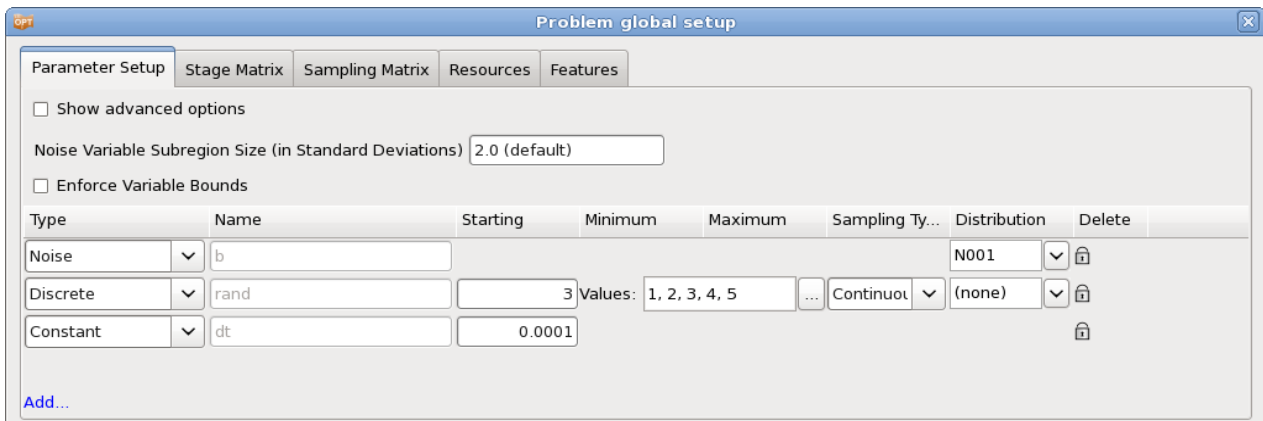 OPT Problem global setup
Parameter Setup Stage Matrix Sampling Matrix Resources Features
Show advanced options
Noise Variable Subregion Size (in Standard Deviations) 2.0 (default)
Enforce Variable Bounds
Type Name Starting Minimum Maximum Sampling Ty... Distribution Delete
Noise b N001
Discrete rand 3 Values: 1, 2, 3, 4, 5 ... Continuou (none)
Constant dt 0.0001
Add...